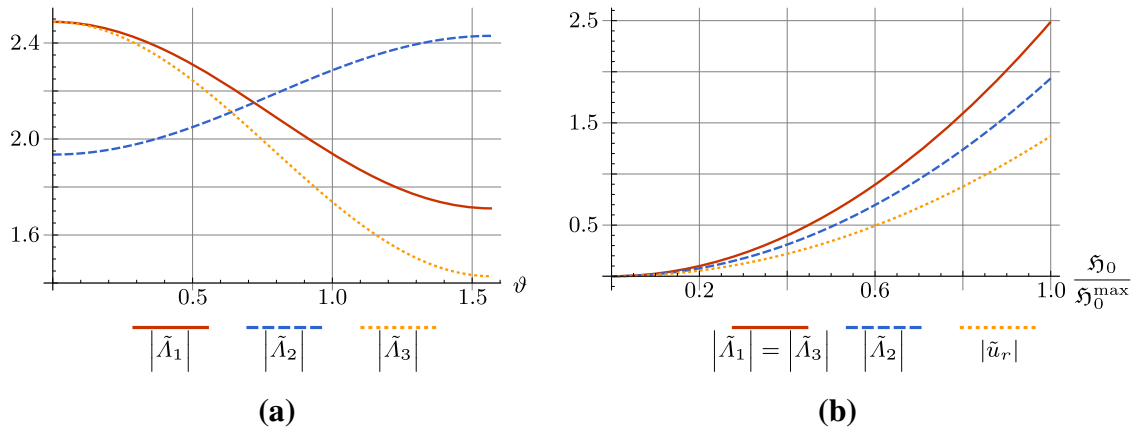 2.4
2.0
1.6
0.5
1.0
1.5
ϑ
|Λ̃₁|
|Λ̃₂|
|Λ̃₃|
(a)
2.5
1.5
0.5
0.2
0.6
1.0
ℌ₀
ℌ₀ᵐᵃˣ
|Λ̃₁| = |Λ̃₃|
|Λ̃₂|
|ũᵣ|
(b)